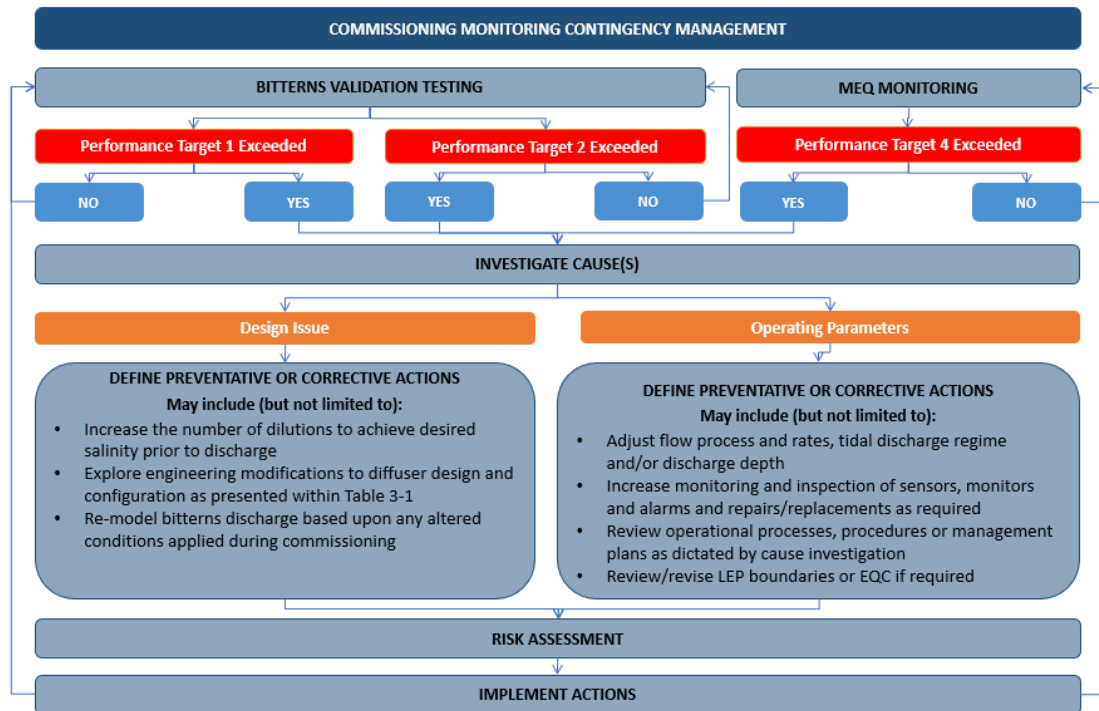 COMMISSIONING MONITORING CONTINGENCY MANAGEMENT
BITTERNS VALIDATION TESTING
MEQ MONITORING
Performance Target 1 Exceeded
Performance Target 2 Exceeded
Performance Target 4 Exceeded
NO
YES
YES
NO
YES
NO
INVESTIGATE CAUSE(S)
Design Issue
Operating Parameters
DEFINE PREVENTATIVE OR CORRECTIVE ACTIONS
May include (but not limited to):
• Increase the number of dilutions to achieve desired
salinity prior to discharge
• Explore engineering modifications to diffuser design and
configuration as presented within Table 3-1
• Re-model bitterns discharge based upon any altered
conditions applied during commissioning
DEFINE PREVENTATIVE OR CORRECTIVE ACTIONS
May include (but not limited to):
• Adjust flow process and rates, tidal discharge regime
and/or discharge depth
• Increase monitoring and inspection of sensors, monitors
and alarms and repairs/replacements as required
• Review operational processes, procedures or management
plans as dictated by cause investigation
• Review/revise LEP boundaries or EQC if required
RISK ASSESSMENT
IMPLEMENT ACTIONS